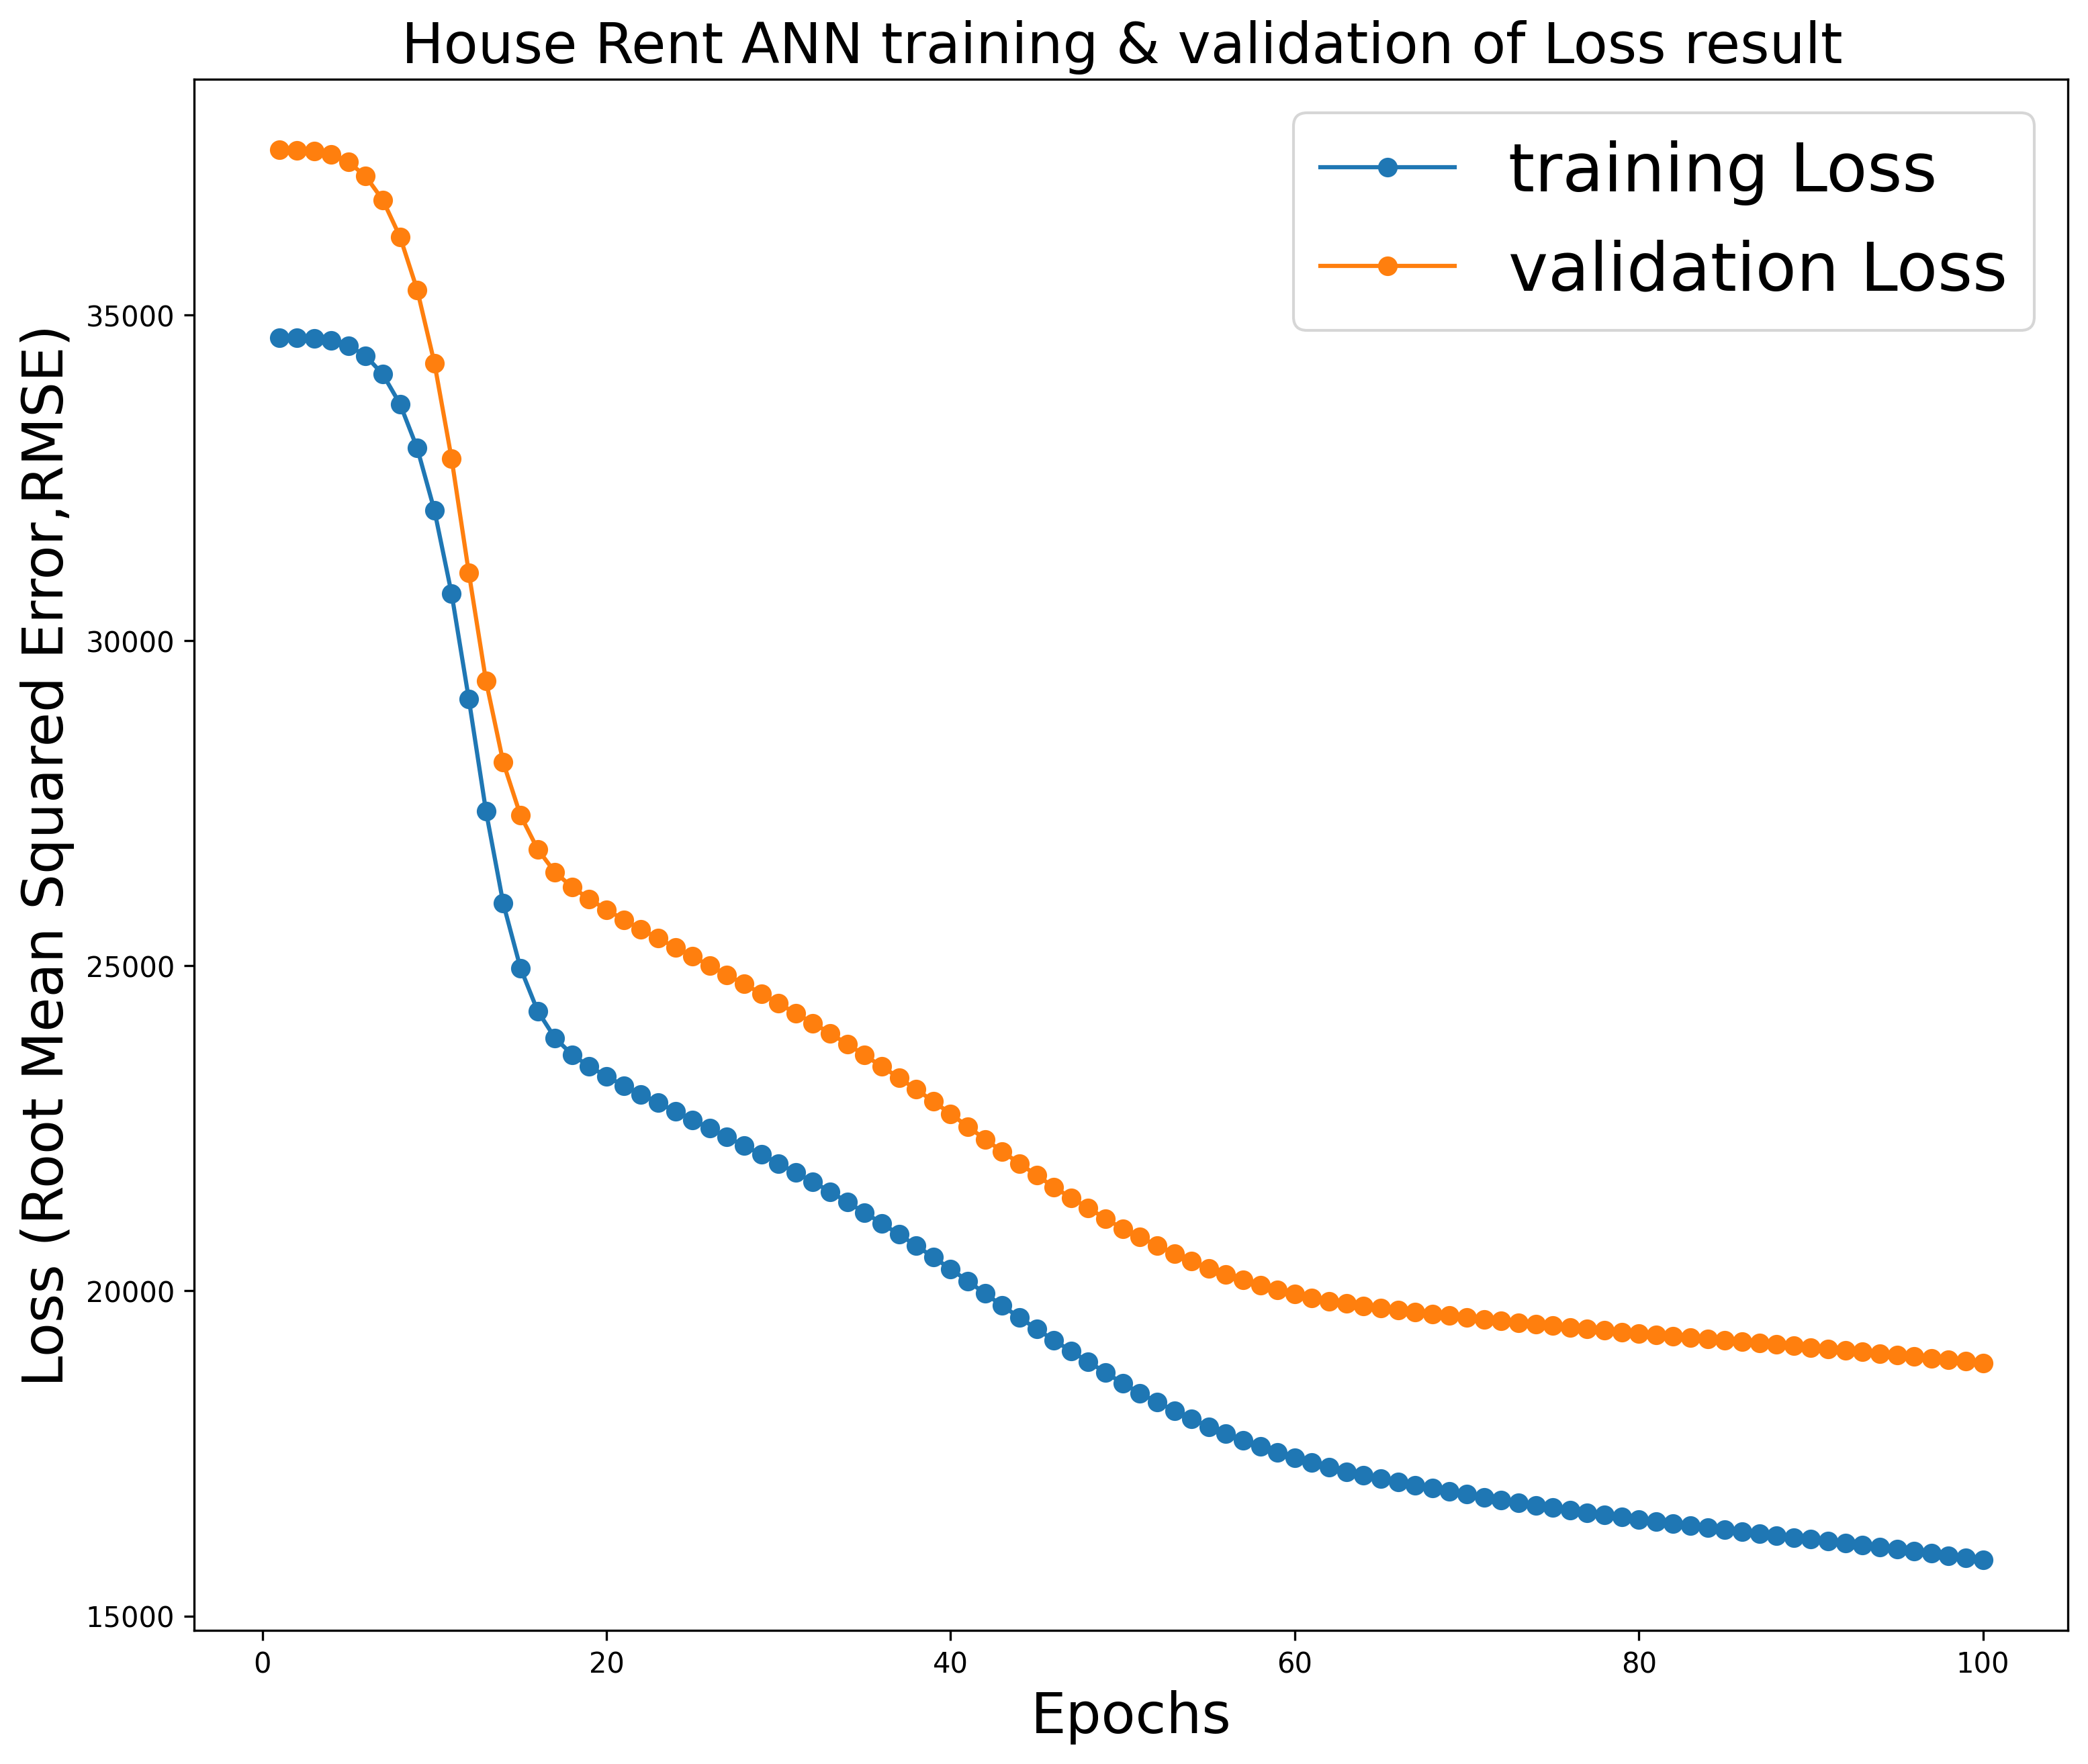 House Rent ANN training & validation of Loss result
training Loss
validation Loss
Loss (Root Mean Squared Error,RMSE)
35000
30000
25000
20000
15000
0 20 40 60 80 100
Epochs